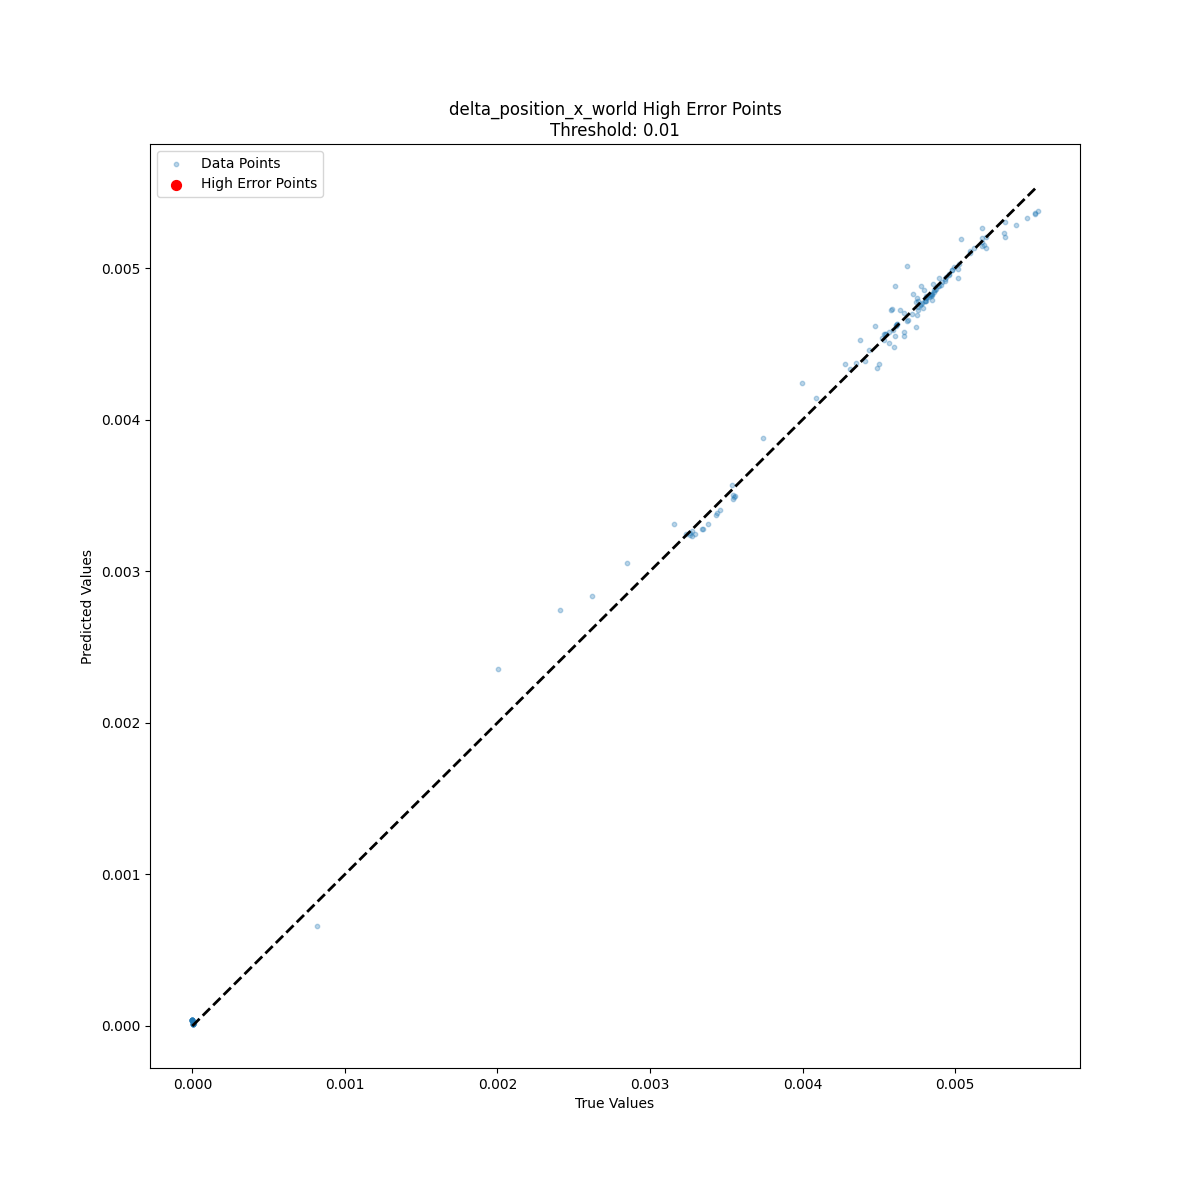 delta_position_x_world High Error Points
Threshold: 0.01
Data Points
High Error Points
Predicted Values
0.005
0.004
0.003
0.002
0.001
0.000
0.000 0.001 0.002 0.003 0.004 0.005
True Values